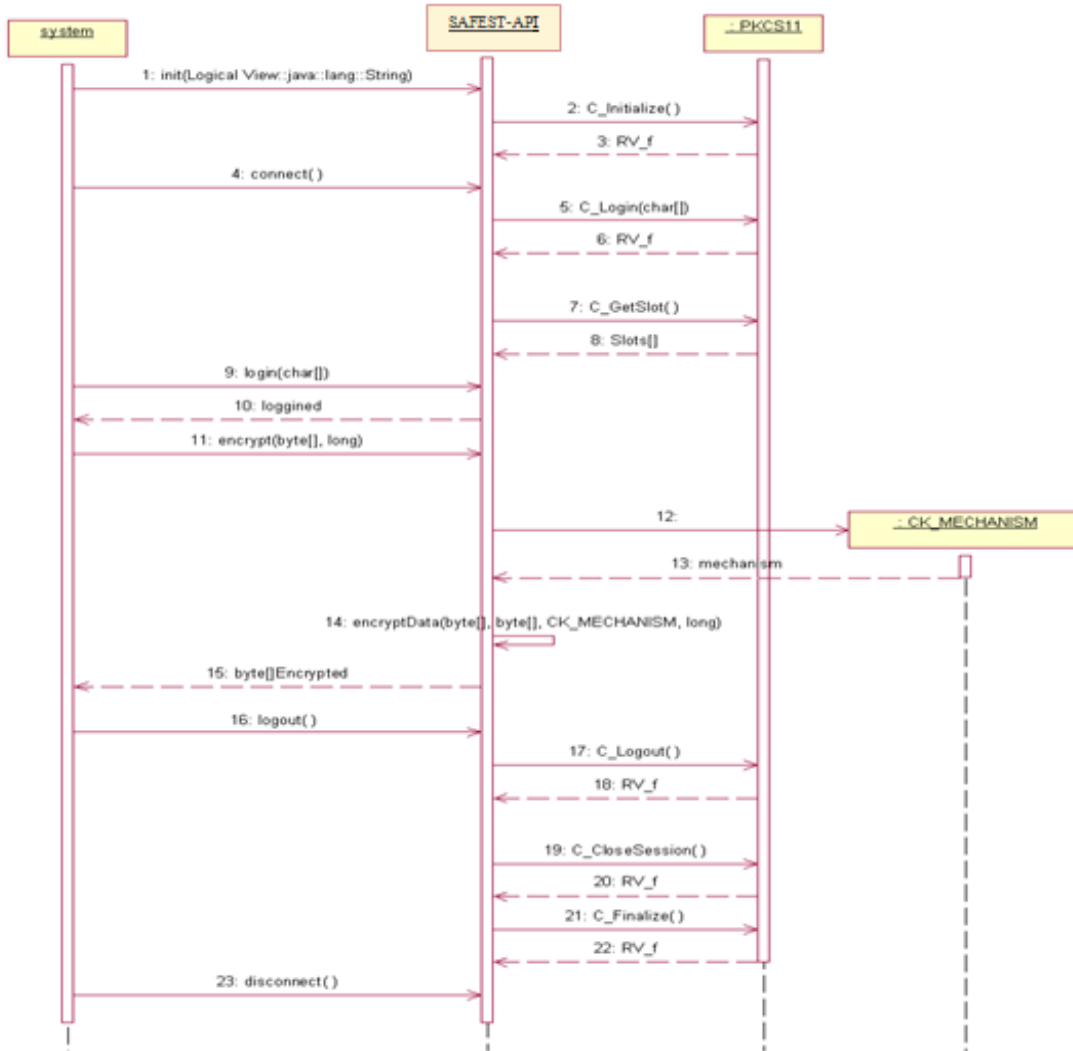 system
SAFEST-API
: PKCS11
1: init(Logical View::java::lang::String)
2: C_Initialize( )
3: RV_f
4: connect( )
5: C_Login(char[])
6: RV_f
7: C_GetSlot( )
8: Slots[]
9: login(char[])
10: loggined
11: encrypt(byte[], long)
12:
: CK_MECHANISM
13: mechanism
14: encryptData(byte[], byte[], CK_MECHANISM, long)
15: byte[]Encrypted
16: logout( )
17: C_Logout( )
18: RV_f
19: C_CloseSession( )
20: RV_f
21: C_Finalize( )
22: RV_f
23: disconnect( )